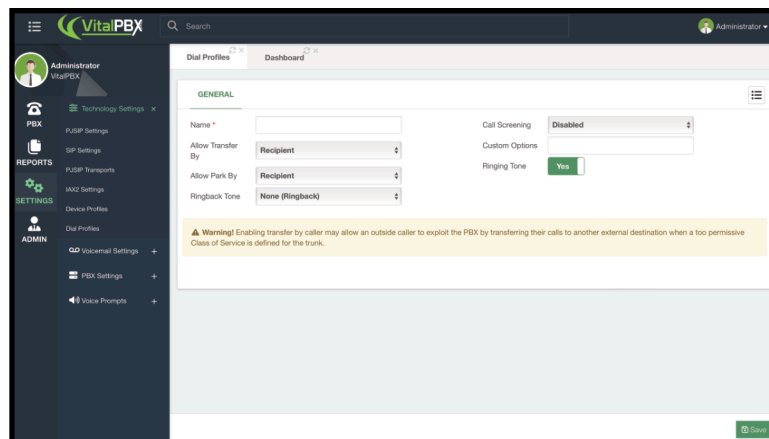 VitalPBX
Search
Administrator
Administrator
VitalPBX
PBX
REPORTS
SETTINGS
ADMIN
Technology Settings ×
PJSIP Settings
SIP Settings
PJSIP Transports
IAX2 Settings
Device Profiles
Dial Profiles
Voicemail Settings +
PBX Settings +
Voice Prompts +
Dial Profiles ×
Dashboard ×
GENERAL
Name *
Allow Transfer By Recipient
Allow Park By Recipient
Ringback Tone None (Ringback)
Call Screening Disabled
Custom Options
Ringing Tone Yes
Warning! Enabling transfer by caller may allow an outside caller to exploit the PBX by transferring their calls to another external destination when a too permissive
Class of Service is defined for the trunk.
Save